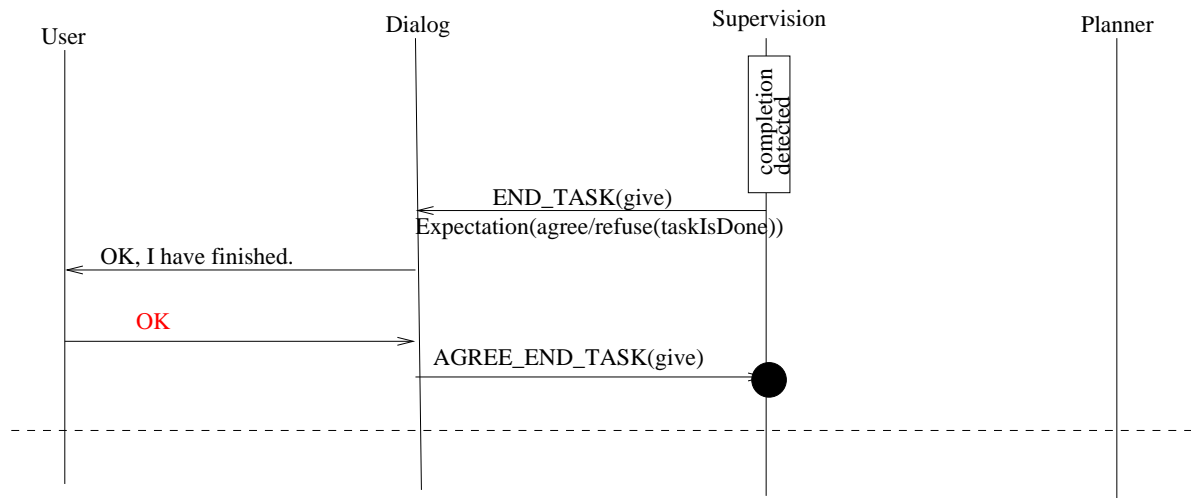 User
Dialog
Supervision
Planner
completion
detected
END_TASK(give)
Expectation(agree/refuse(taskIsDone))
OK, I have finished.
OK
AGREE_END_TASK(give)